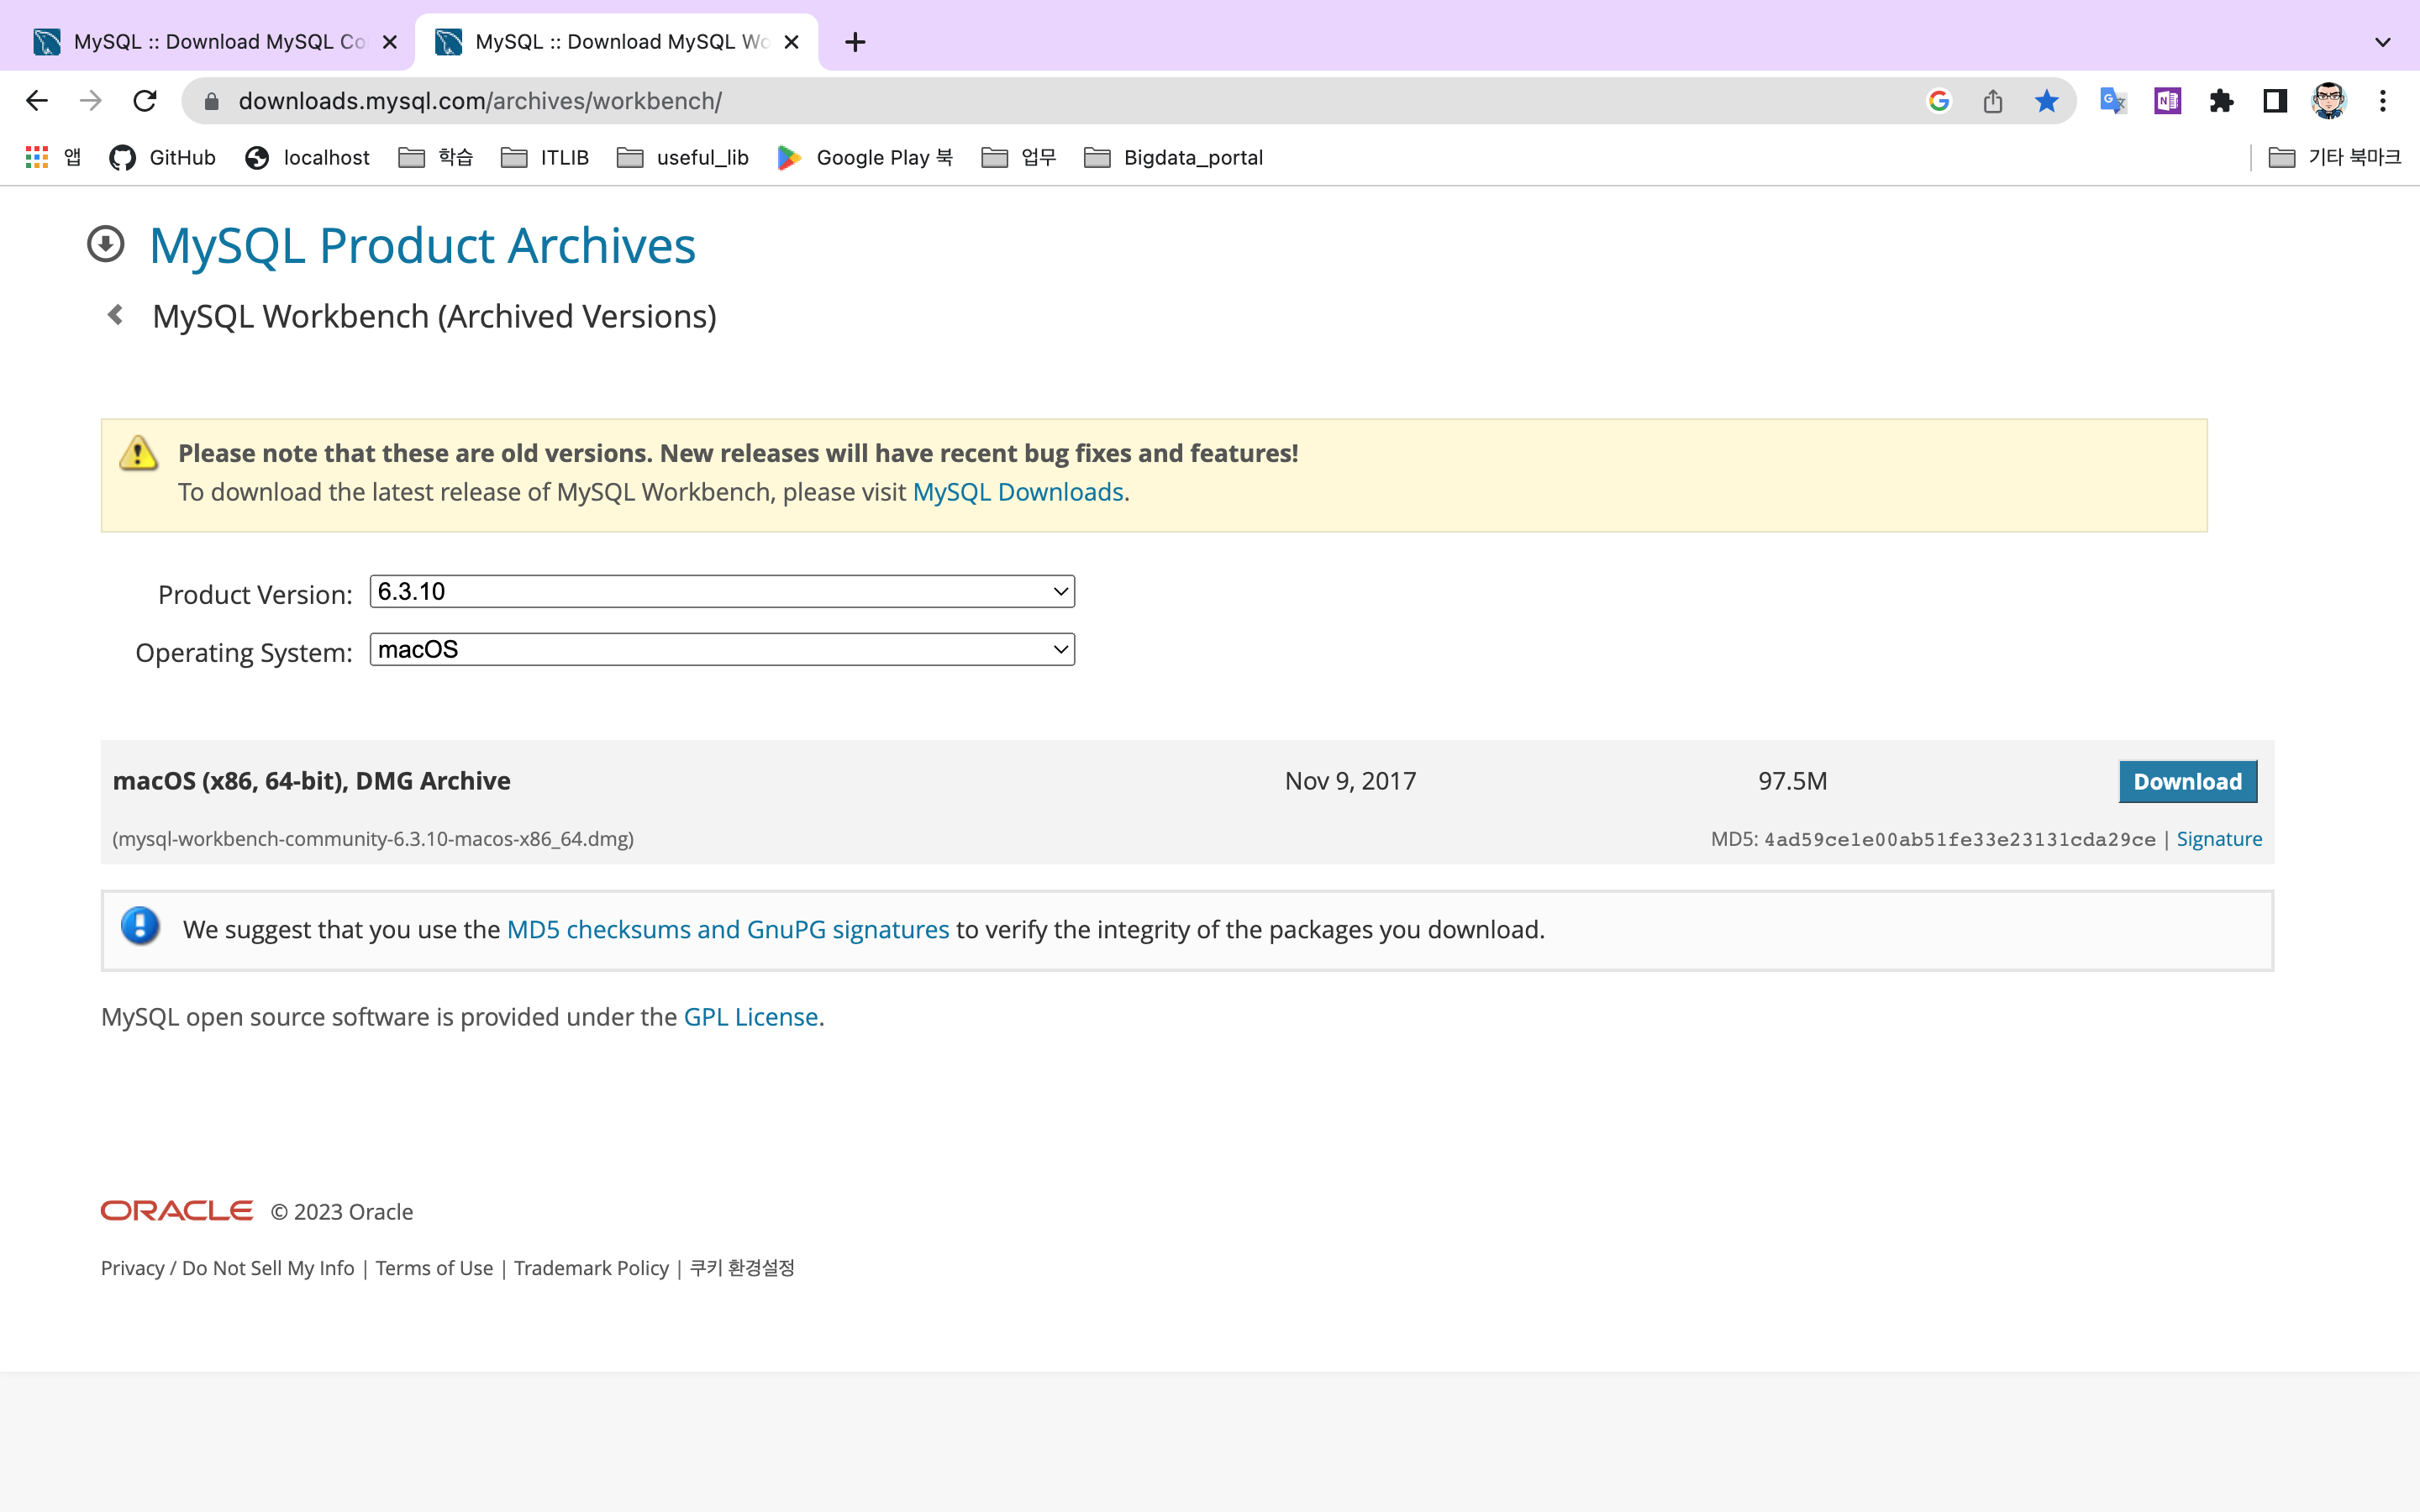 MySQL :: Download MySQL Co
MySQL :: Download MySQL Wo
downloads.mysql.com/archives/workbench/
앱 GitHub localhost 학습 ITLIB useful_lib Google Play 북 업무 Bigdata_portal 기타 북마크
MySQL Product Archives
MySQL Workbench (Archived Versions)
Please note that these are old versions. New releases will have recent bug fixes and features!
To download the latest release of MySQL Workbench, please visit MySQL Downloads.
Product Version: 6.3.10
Operating System: macOS
macOS (x86, 64-bit), DMG Archive Nov 9, 2017 97.5M Download
(mysql-workbench-community-6.3.10-macos-x86_64.dmg) MD5: 4ad59ce1e00ab51fe33e23131cda29ce | Signature
We suggest that you use the MD5 checksums and GnuPG signatures to verify the integrity of the packages you download.
MySQL open source software is provided under the GPL License.
ORACLE © 2023 Oracle
Privacy / Do Not Sell My Info | Terms of Use | Trademark Policy | 쿠키 환경설정